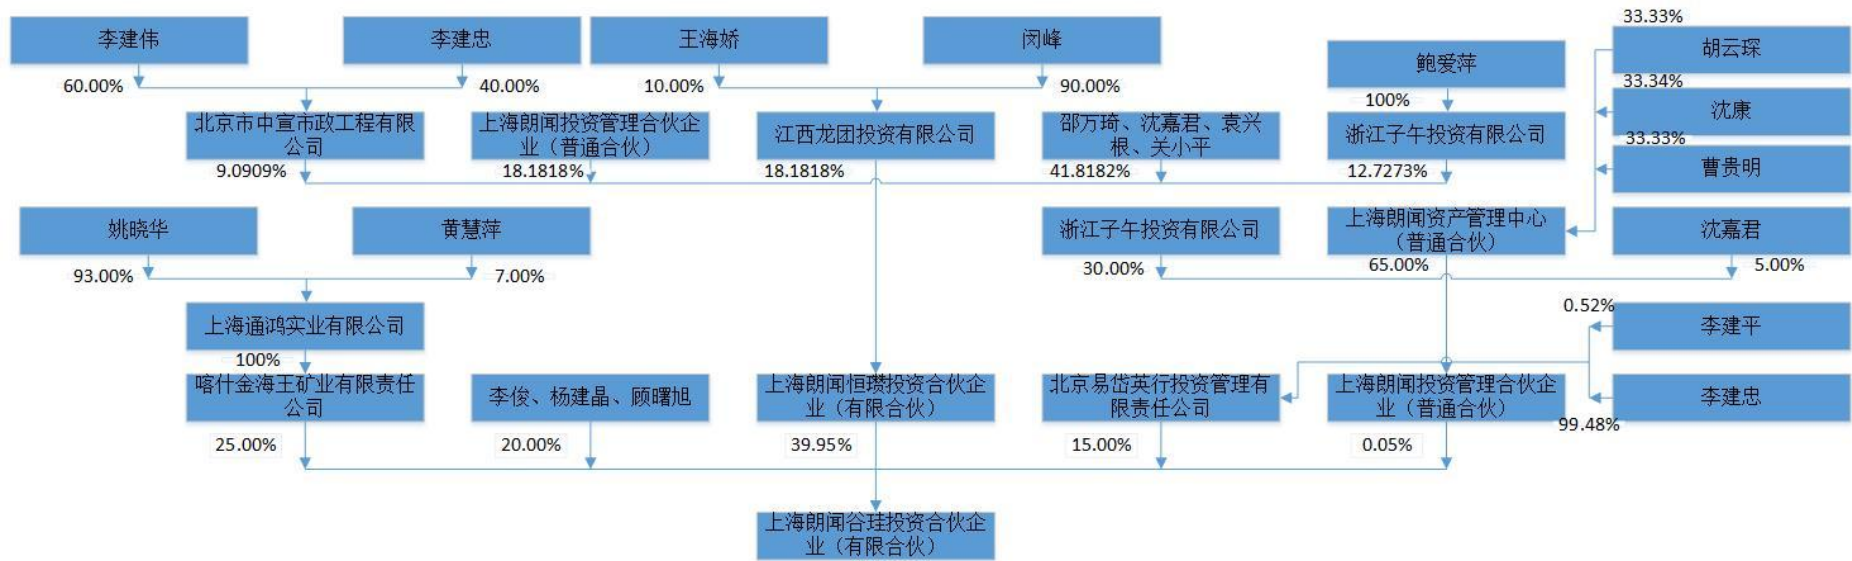 33.33%
李建伟
李建忠
王海娇
闵峰
胡云琛
鲍爱萍
60.00%
40.00%
10.00%
90.00%
33.34%
100%
沈康
北京市中宣市政工程有限
公司
上海朗闻投资管理合伙企
业（普通合伙）
江西龙团投资有限公司
邵万琦、沈嘉君、袁兴
根、关小平
浙江子午投资有限公司
33.33%
9.0909%
18.1818%
18.1818%
41.8182%
12.7273%
曹贵明
姚晓华
黄慧萍
浙江子午投资有限公司
上海朗闻资产管理中心
（普通合伙）
沈嘉君
93.00%
7.00%
30.00%
65.00%
5.00%
0.52%
上海通鸿实业有限公司
李建平
100%
喀什金海王矿业有限责任
公司
李俊、杨建晶、顾曙旭
上海朗闻恒瓒投资合伙企
业（有限合伙）
北京易岱英行投资管理有
限责任公司
上海朗闻投资管理合伙企
业（普通合伙）
李建忠
99.48%
25.00%
20.00%
39.95%
15.00%
0.05%
上海朗闻谷珪投资合伙企
业（有限合伙）